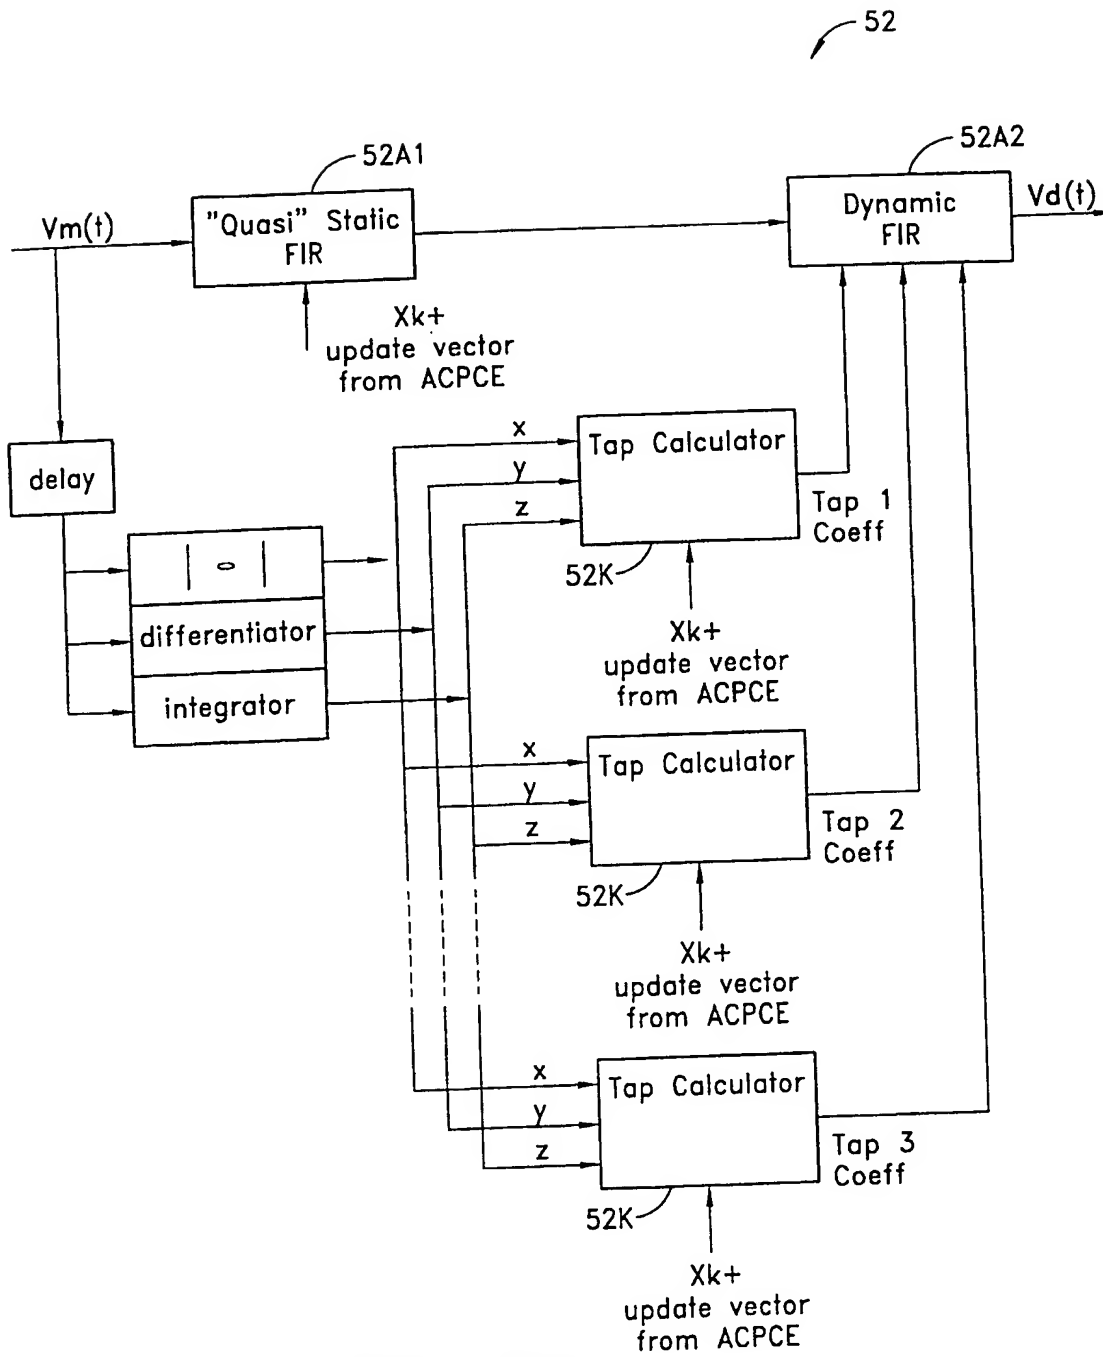 52
52A1
52A2
Vm(t)
"Quasi" Static
FIR
Dynamic
FIR
Vd(t)
Xk+
update vector
from ACPCE
delay
| o |
differentiator
integrator
x
y
z
Tap Calculator
Tap 1
Coeff
52K
Xk+
update vector
from ACPCE
x
y
z
Tap Calculator
Tap 2
Coeff
52K
Xk+
update vector
from ACPCE
x
y
z
Tap Calculator
Tap 3
Coeff
52K
Xk+
update vector
from ACPCE